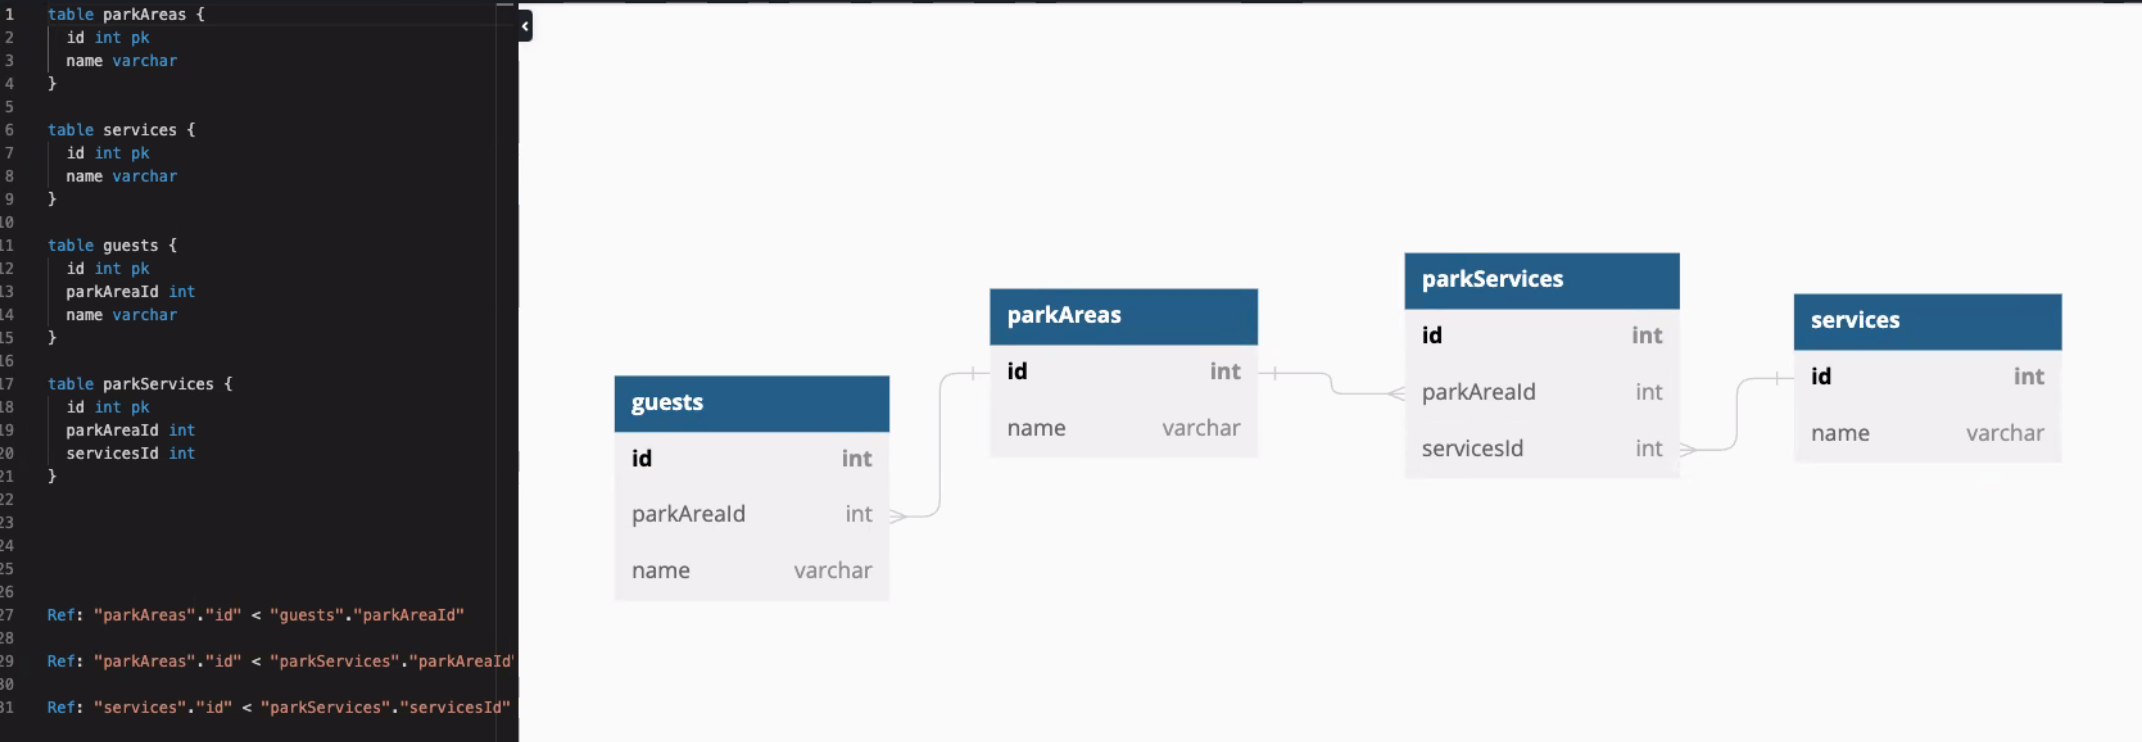 1 table parkAreas {
2 id int pk
3 name varchar
4 }
5
6 table services {
7 id int pk
8 name varchar
9 }
10
11 table guests {
12 id int pk
13 parkAreaId int
14 name varchar
15 }
16
17 table parkServices {
18 id int pk
19 parkAreaId int
20 servicesId int
21 }
22
23
24
25
26
27 Ref: "parkAreas"."id" < "guests"."parkAreaId"
28
29 Ref: "parkAreas"."id" < "parkServices"."parkAreaId"
30
31 Ref: "services"."id" < "parkServices"."servicesId"
guests
id int
parkAreaId int
name varchar
parkAreas
id int
name varchar
parkServices
id int
parkAreaId int
servicesId int
services
id int
name varchar